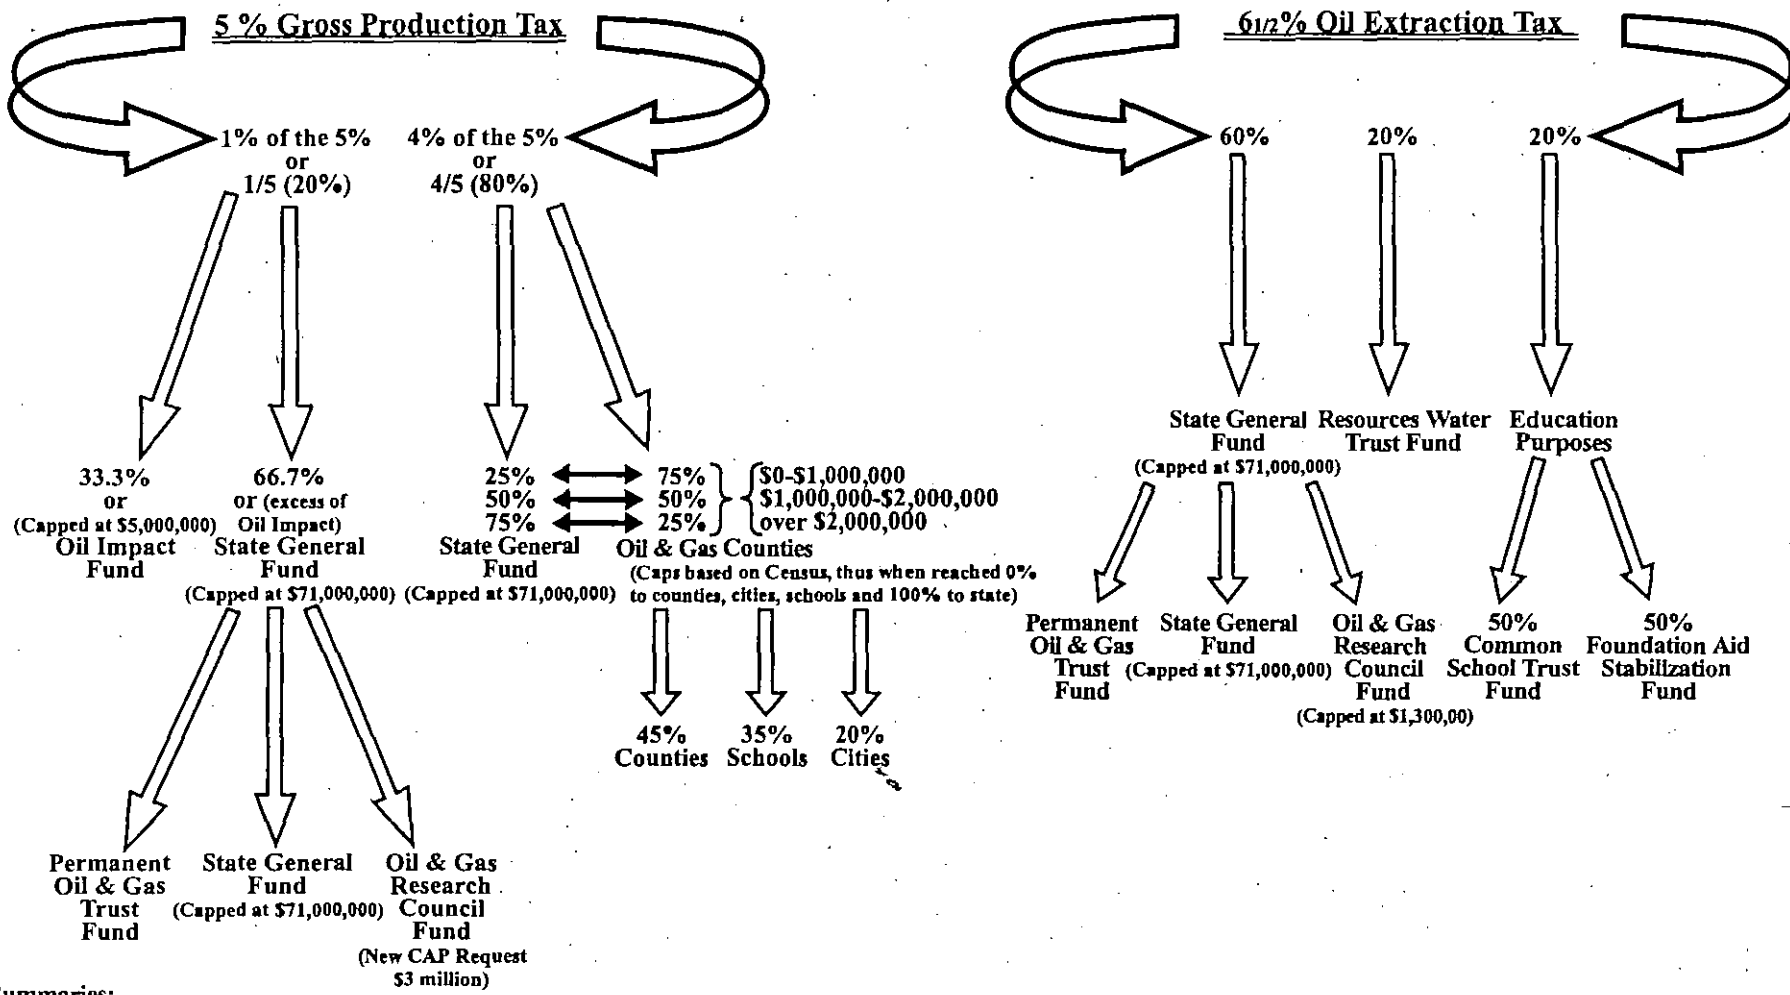 5 % Gross Production Tax
1% of the 5%
or
1/5 (20%)
4% of the 5%
or
4/5 (80%)
33.3%
or
(Capped at $5,000,000)
Oil Impact
Fund
66.7%
or (excess of
Oil Impact)
State General
Fund
(Capped at $71,000,000)
25%
50%
75%
State General
Fund
(Capped at $71,000,000)
75%
50%
25%
$0-$1,000,000
$1,000,000-$2,000,000
over $2,000,000
Oil & Gas Counties
(Caps based on Census, thus when reached 0%
to counties, cities, schools and 100% to state)
45%
Counties
35%
Schools
20%
Cities
Permanent
Oil & Gas
Trust
Fund
State General
Fund
(Capped at $71,000,000)
Oil & Gas
Research
Council
Fund
(New CAP Request
$3 million)
6 1/2% Oil Extraction Tax
60%
20%
20%
State General
Fund
(Capped at $71,000,000)
Resources Water
Trust Fund
Education
Purposes
Permanent
Oil & Gas
Trust
Fund
State General
Fund
(Capped at $71,000,000)
Oil & Gas
Research
Council
Fund
(Capped at $1,300,00)
50%
Common
School Trust
Fund
50%
Foundation Aid
Stabilization
Fund
Summaries: